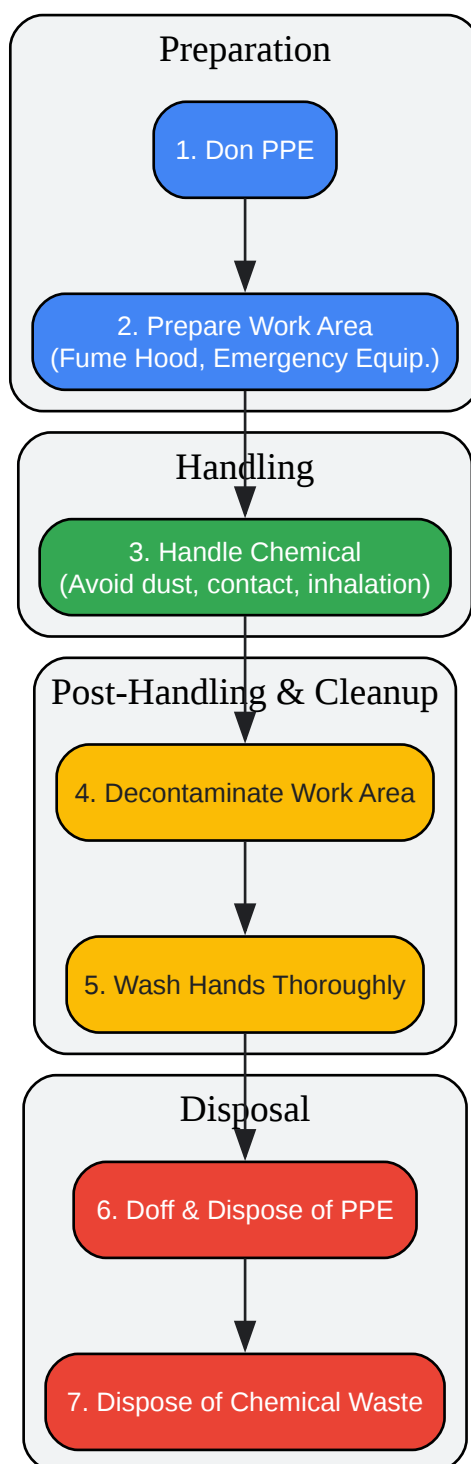 Preparation
1. Don PPE
2. Prepare Work Area
(Fume Hood, Emergency Equip.)
Handling
3. Handle Chemical
(Avoid dust, contact, inhalation)
Post-Handling & Cleanup
4. Decontaminate Work Area
5. Wash Hands Thoroughly
Disposal
6. Doff & Dispose of PPE
7. Dispose of Chemical Waste